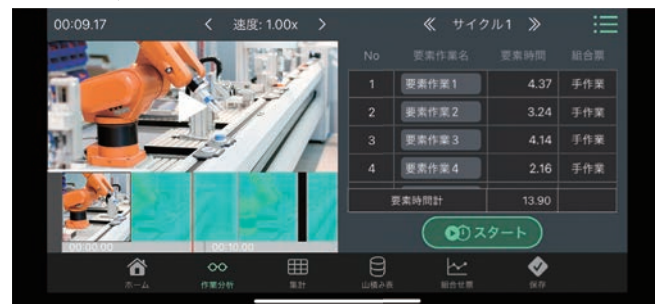 00:09.17
速度: 1.00x
サイクル1
No 要素作業名 要素時間 組合票
1 要素作業1 4.37 手作業
2 要素作業2 3.24 手作業
3 要素作業3 4.14 手作業
4 要素作業4 2.16 手作業
要素時間計 13.90
スタート
00:00.00 00:10.00
ホーム 作業分析 集計 山積み表 組合せ票 保存